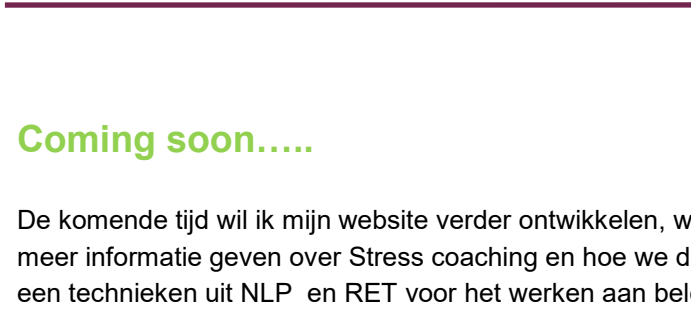 Coming soon…..
De komende tijd wil ik mijn website verder ontwikkelen,
meer informatie geven over Stress coaching en hoe we
een technieken uit NLP en RET voor het werken aan